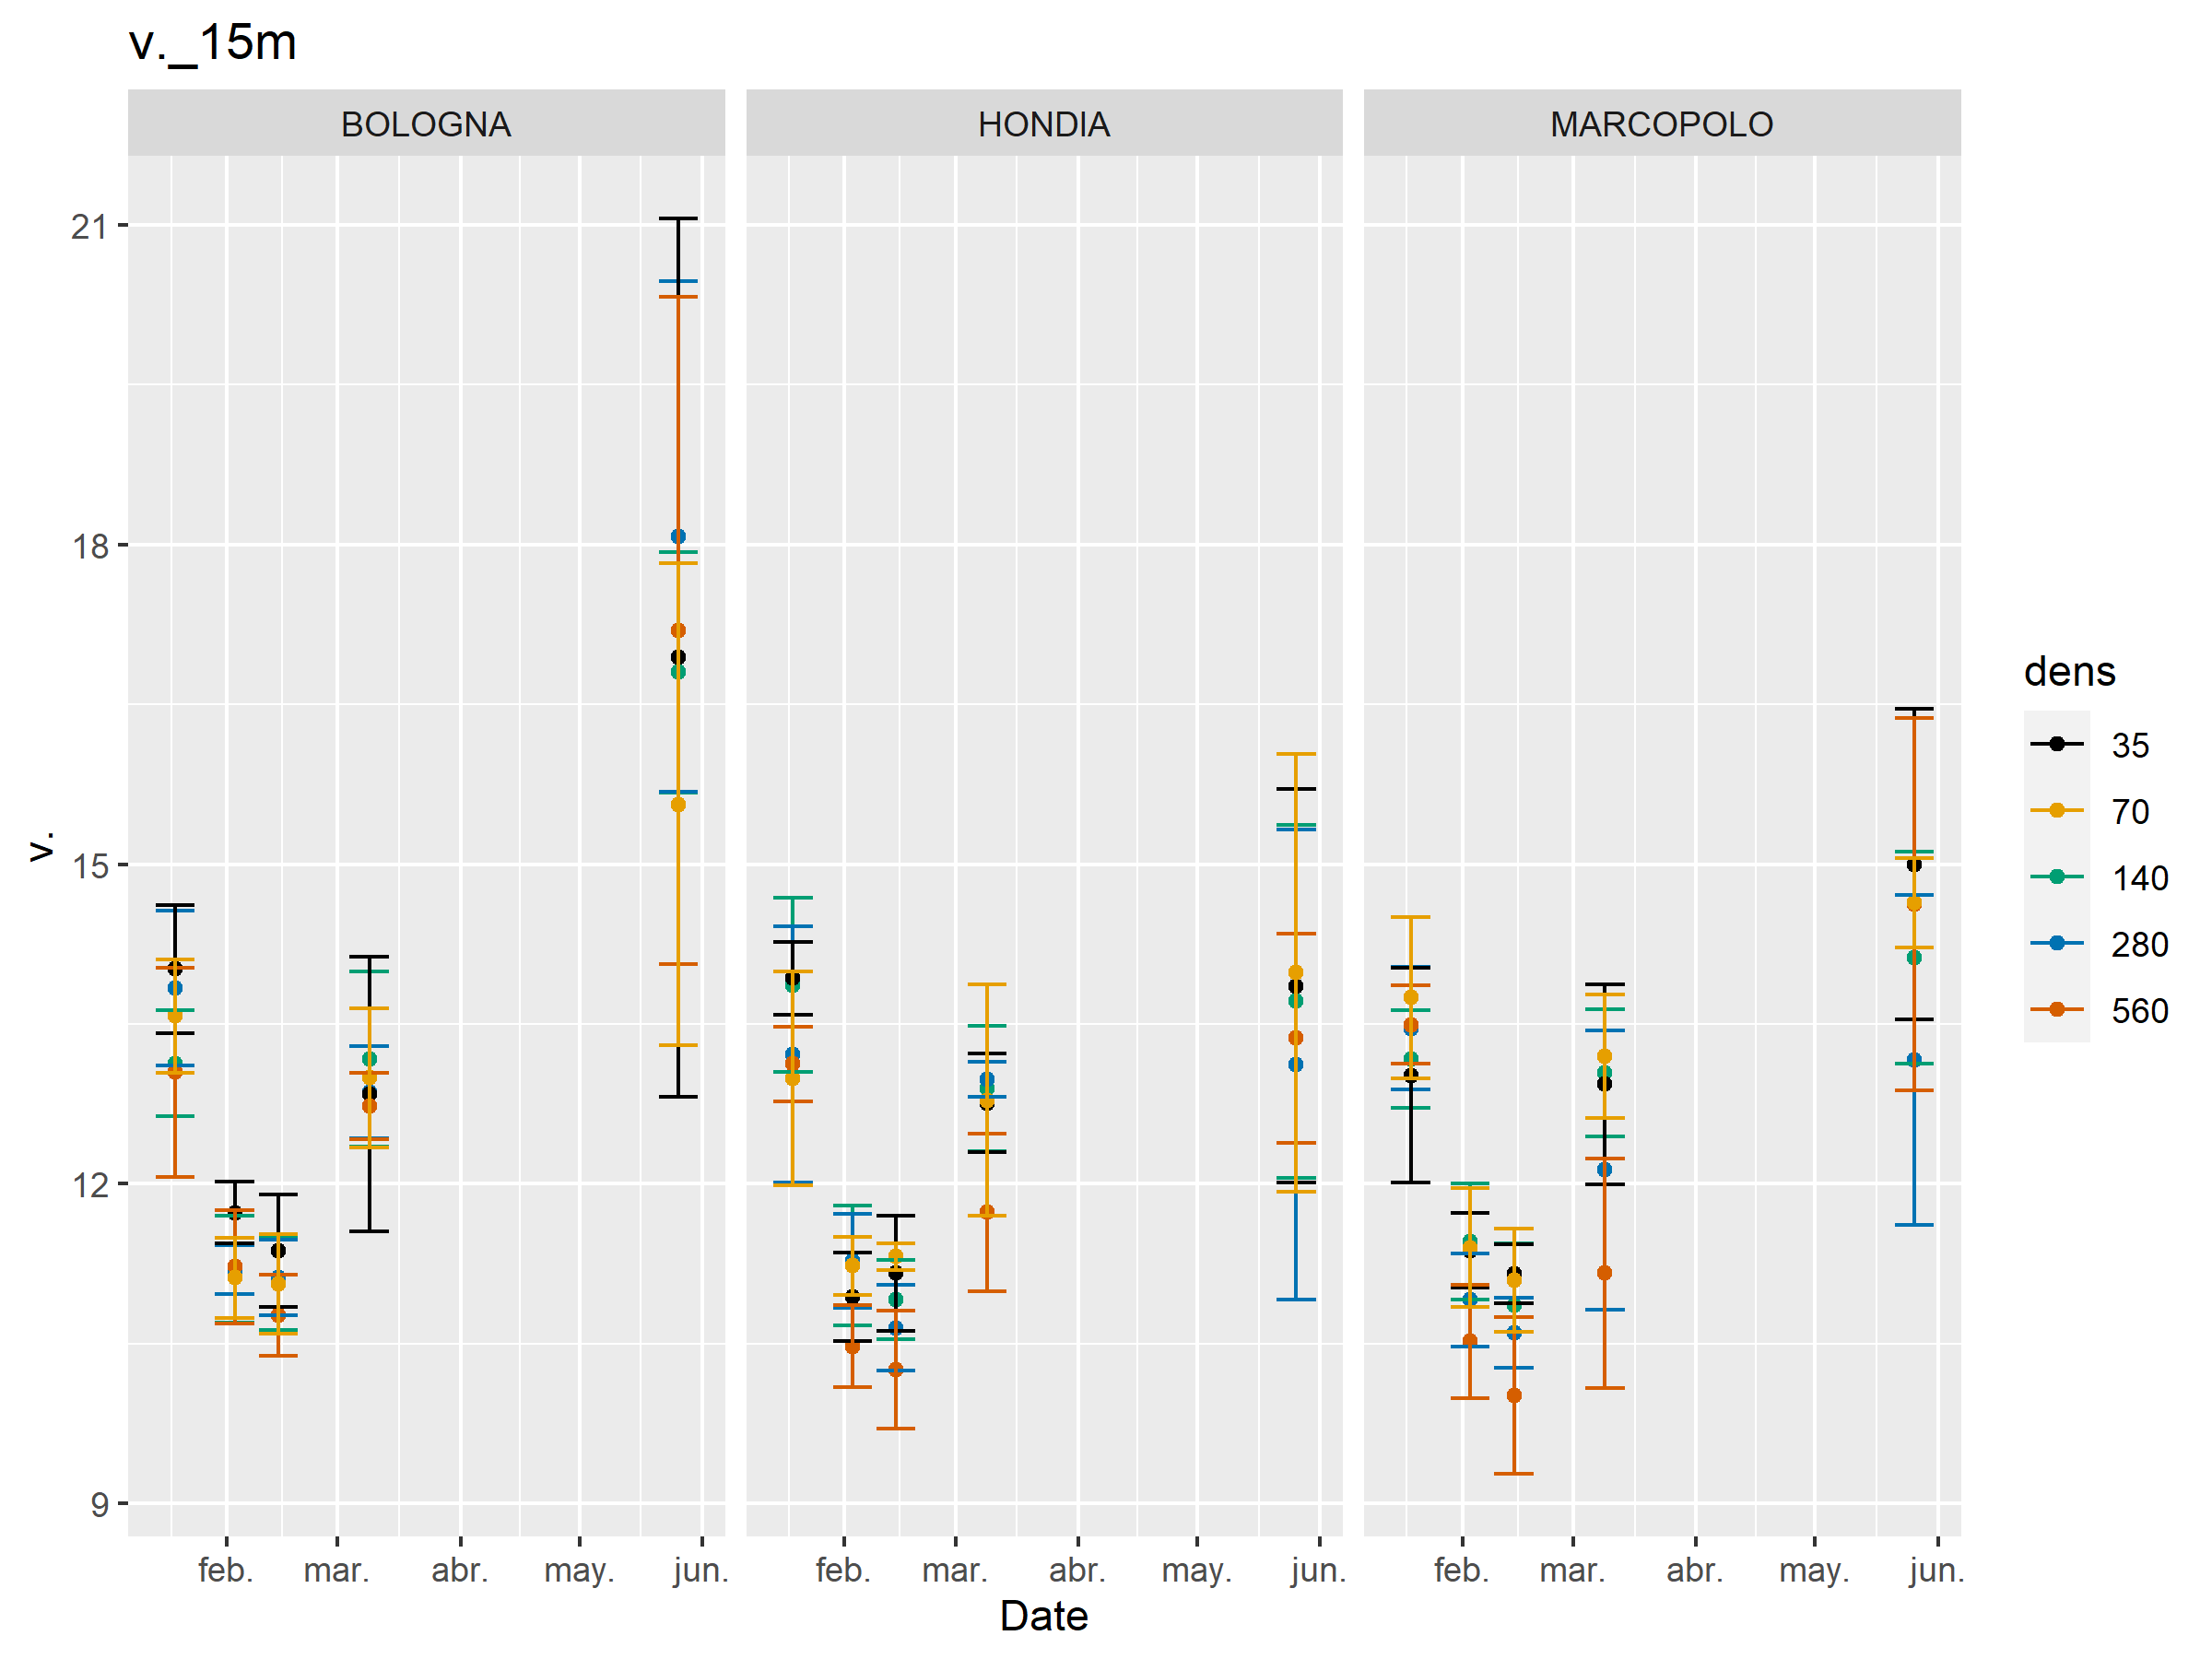 v._15m
BOLOGNA HONDIA MARCOPOLO
21
18
15
12
9
v.
feb. mar. abr. may. jun. feb. mar. abr. may. jun. feb. mar. abr. may. jun.
Date
dens
35
70
140
280
560